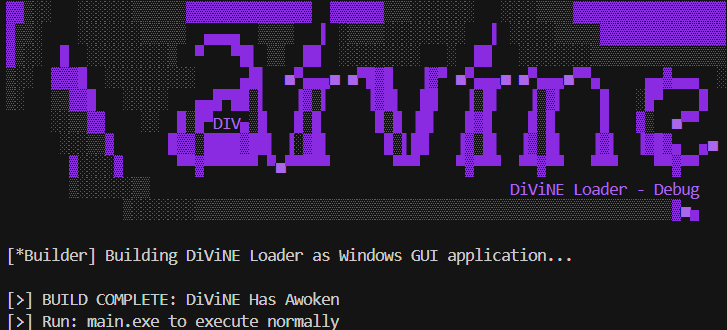 DIV
DiViNE Loader - Debug
[*Builder] Building DiViNE Loader as Windows GUI application...
[>] BUILD COMPLETE: DiViNE Has Awoken
[>] Run: main.exe to execute normally